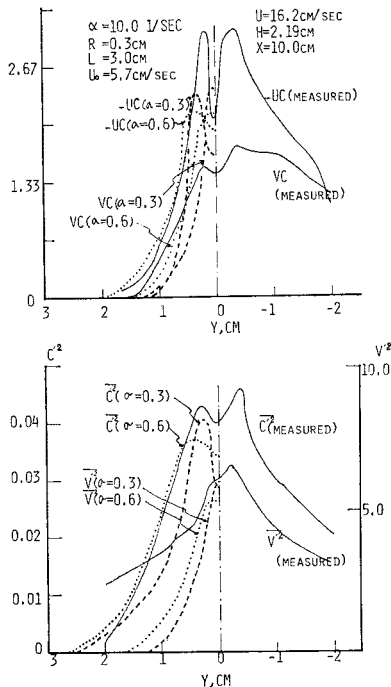 α=10.0 1/SEC
R =0.3CM
L =3.0CM
U₀=5.7CM/SEC
U=16.2CM/SEC
H=2.19CM
X=10.0CM
2.67
1.33
0
-UC(a=0.3)
-UC(a=0.6)
-UC(MEASURED)
VC(a=0.3)
VC(a=0.6)
VC
(MEASURED)
3 2 1 0 -1 -2
Y,CM
C'²
V'²
0.04
0.03
0.02
0.01
0
10.0
5.0
C'²(a=0.3)
C'²(a=0.6)
C'²(MEASURED)
V'²(a=0.3)
V'²(a=0.6)
V'²
(MEASURED)
3 2 1 0 -1 -2
Y,CM